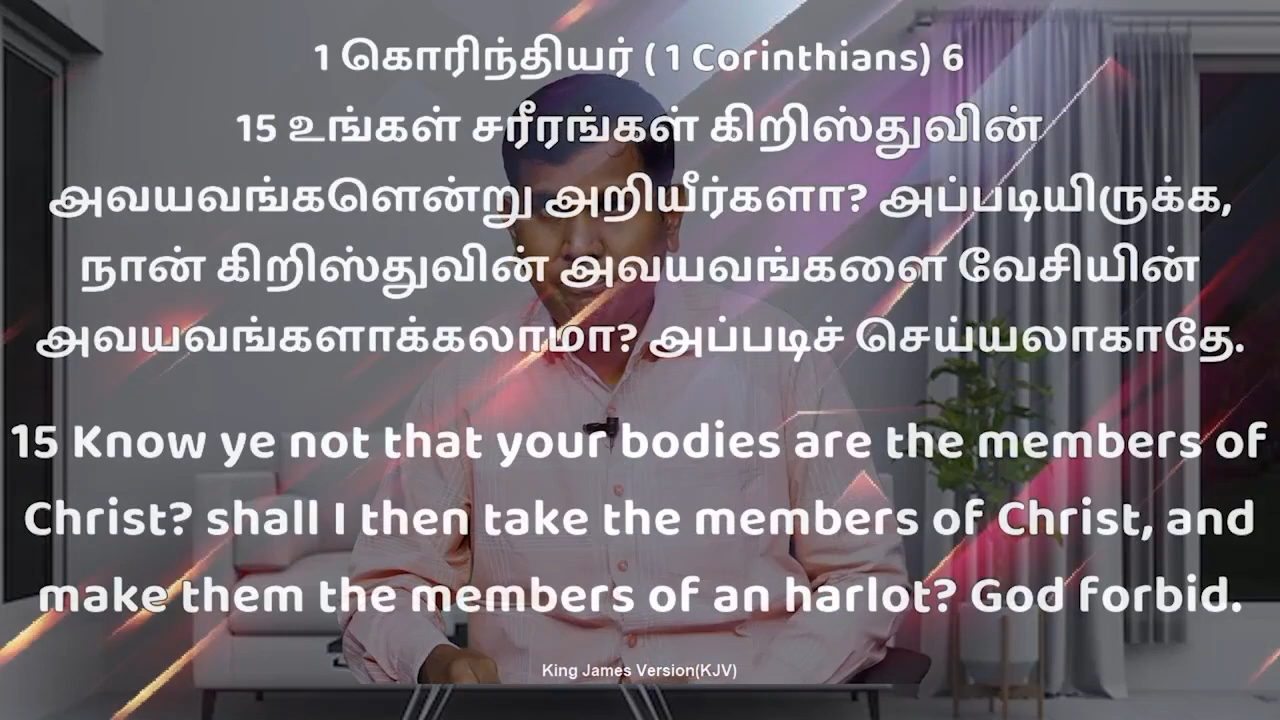 1 கொரிந்தியர் ( 1 Corinthians) 6
15 உங்கள் சரீரங்கள் கிறிஸ்துவின்
அவயவங்களென்று அறியீர்களா? அப்படியிருக்க,
நான் கிறிஸ்துவின் அவயவங்களை வேசியின்
அவயவங்களாக்கலாமா? அப்படிச் செய்யலாகாதே.
15 Know ye not that your bodies are the members of
Christ? shall I then take the members of Christ, and
make them the members of an harlot? God forbid.
King James Version(KJV)